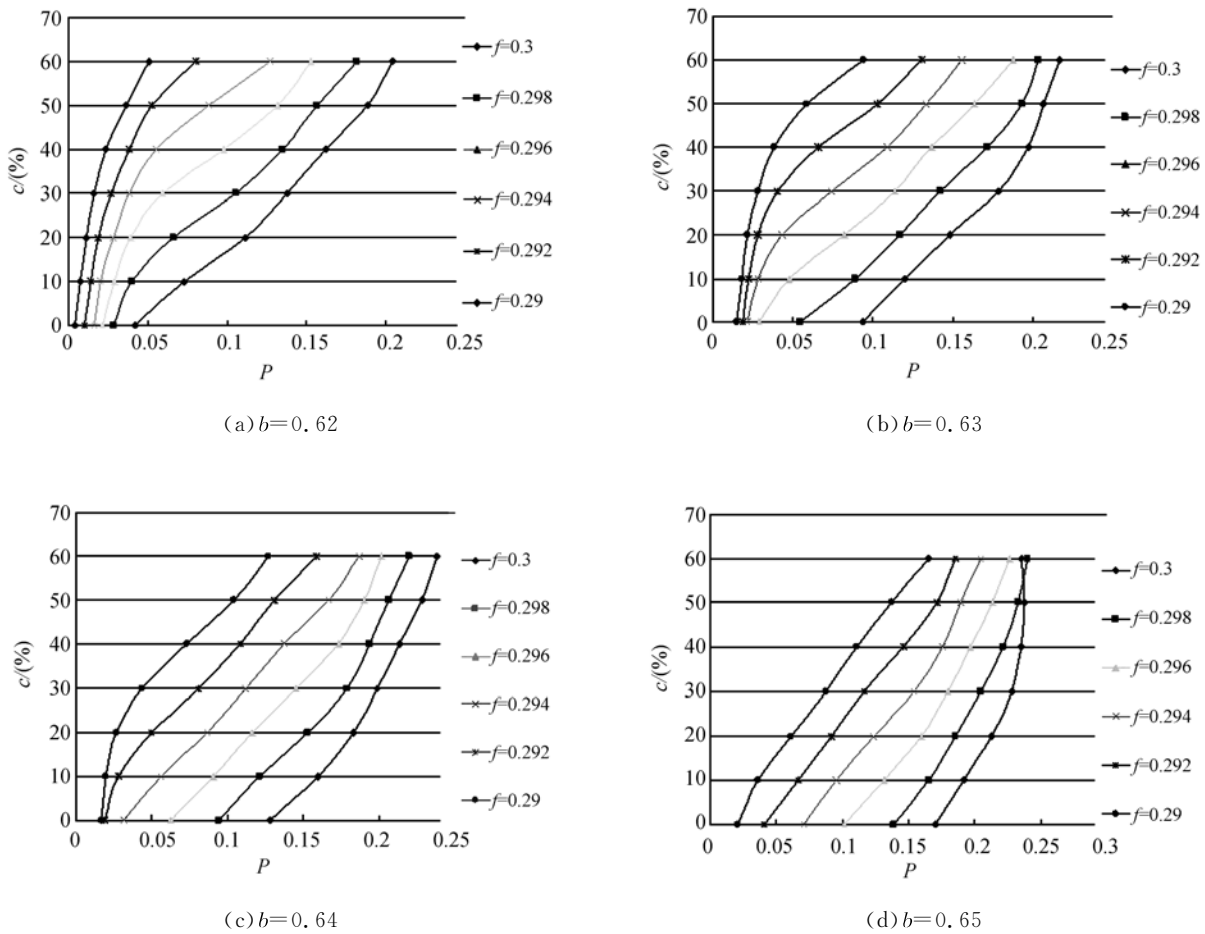 70
60
50
40
30
20
10
0
c/(%)
0 0.05 0.1 0.15 0.2 0.25
P
f=0.3
f=0.298
f=0.296
f=0.294
f=0.292
f=0.29
(a)b=0.62
70
60
50
40
30
20
10
0
c/(%)
0 0.05 0.1 0.15 0.2 0.25
P
f=0.3
f=0.298
f=0.296
f=0.294
f=0.292
f=0.29
(b)b=0.63
70
60
50
40
30
20
10
0
c/(%)
0 0.05 0.1 0.15 0.2 0.25
P
f=0.3
f=0.298
f=0.296
f=0.294
f=0.292
f=0.29
(c)b=0.64
70
60
50
40
30
20
10
0
c/(%)
0 0.05 0.1 0.15 0.2 0.25 0.3
P
f=0.3
f=0.298
f=0.296
f=0.294
f=0.292
f=0.29
(d)b=0.65